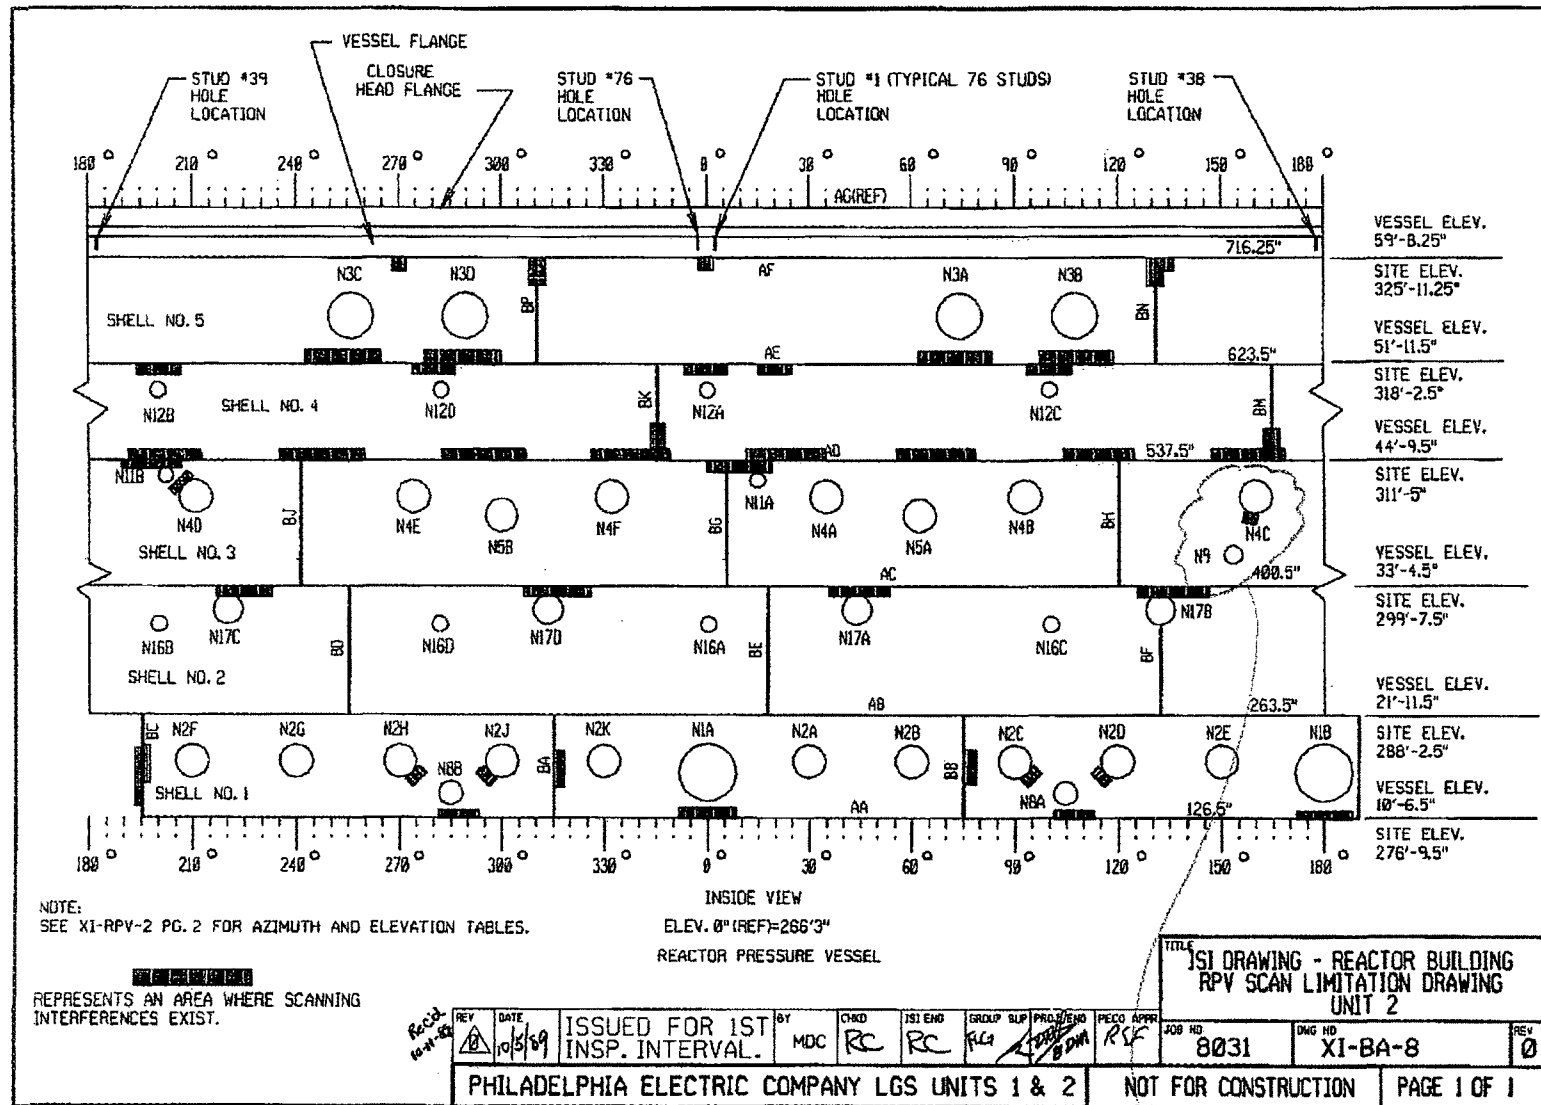 VESSEL FLANGE
CLOSURE
HEAD FLANGE
STUD #39
HOLE
LOCATION
STUD #76
HOLE
LOCATION
STUD #1 (TYPICAL 76 STUDS)
HOLE
LOCATION
STUD #38
HOLE
LOCATION
180° 210° 240° 270° 300° 330° 0° 30° 60° 90° 120° 150° 180°
AG(REF)
716.25"
VESSEL ELEV.
59'-8.25"
N3C N3D AF N3A N3B
SITE ELEV.
325'-11.25"
BP BN
SHELL NO. 5
VESSEL ELEV.
51'-11.5"
AE 623.5"
SITE ELEV.
318'-2.5"
N12B SHELL NO. 4 N12D BK N12A N12C BM
VESSEL ELEV.
44'-9.5"
AD 537.5"
SITE ELEV.
311'-5"
N11B N11A
N4D BJ N4E N5B N4F BG N4A N5A N4B BH N4C
SHELL NO. 3 N9
VESSEL ELEV.
33'-4.5"
AC 400.5"
SITE ELEV.
299'-7.5"
N16B N17C BD N16D N17D N16A BE N17A N16C BF N17B
SHELL NO. 2
VESSEL ELEV.
21'-11.5"
AB 263.5"
BC N2F N2G N2H N2J N2K N1A N2A N2B N2C N2D N2E N1B
SITE ELEV.
288'-2.5"
N8B BA BB N8A
SHELL NO. 1
VESSEL ELEV.
10'-6.5"
AA 126.5"
SITE ELEV.
276'-9.5"
180° 210° 240° 270° 300° 330° 0° 30° 60° 90° 120° 150° 180°
INSIDE VIEW
ELEV. 0" (REF)=266'3"
REACTOR PRESSURE VESSEL
NOTE:
SEE XI-RPV-2 PG. 2 FOR AZIMUTH AND ELEVATION TABLES.
REPRESENTS AN AREA WHERE SCANNING
INTERFERENCES EXIST.
TITLE
ISI DRAWING - REACTOR BUILDING
RPV SCAN LIMITATION DRAWING
UNIT 2
REV DATE BY CHKD ISI ENG GROUP SUP PROJ ENG PECO APPR
0 10/5/89 ISSUED FOR 1ST
INSP. INTERVAL. MDC RC RC
JOB NO
8031
DWG NO
XI-BA-8
REV
0
PHILADELPHIA ELECTRIC COMPANY LGS UNITS 1 & 2
NOT FOR CONSTRUCTION
PAGE 1 OF 1